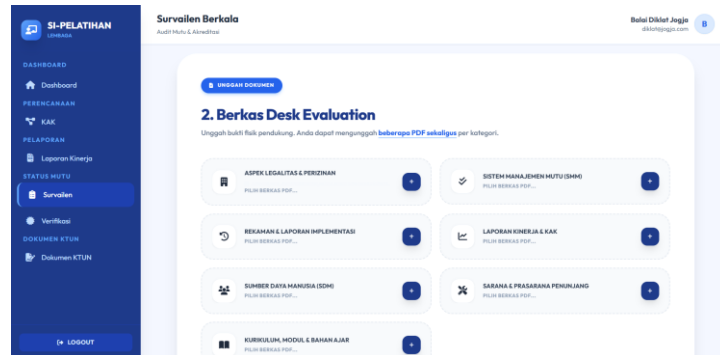 SI-PELATIHAN
LEMBAGA
DASHBOARD
Dashboard
PERENCANAAN
KAK
PELAPORAN
Laporan Kinerja
STATUS MUTU
Survailen
Verifikasi
DOKUMEN KTUN
Dokumen KTUN
LOGOUT
Survailen Berkala
Audit Mutu & Akreditasi
Balai Diklat Jogja
diklat@jogja.com
B
UNGGAH DOKUMEN
2. Berkas Desk Evaluation
Unggah bukti fisik pendukung. Anda dapat mengunggah beberapa PDF sekaligus per kategori.
ASPEK LEGALITAS & PERIZINAN
PILIH BERKAS PDF...
+
SISTEM MANAJEMEN MUTU (SMM)
PILIH BERKAS PDF...
+
REKAMAN & LAPORAN IMPLEMENTASI
PILIH BERKAS PDF...
+
LAPORAN KINERJA & KAK
PILIH BERKAS PDF...
+
SUMBER DAYA MANUSIA (SDM)
PILIH BERKAS PDF...
+
SARANA & PRASARANA PENUNJANG
PILIH BERKAS PDF...
+
KURIKULUM, MODUL & BAHAN AJAR
PILIH BERKAS PDF...
+